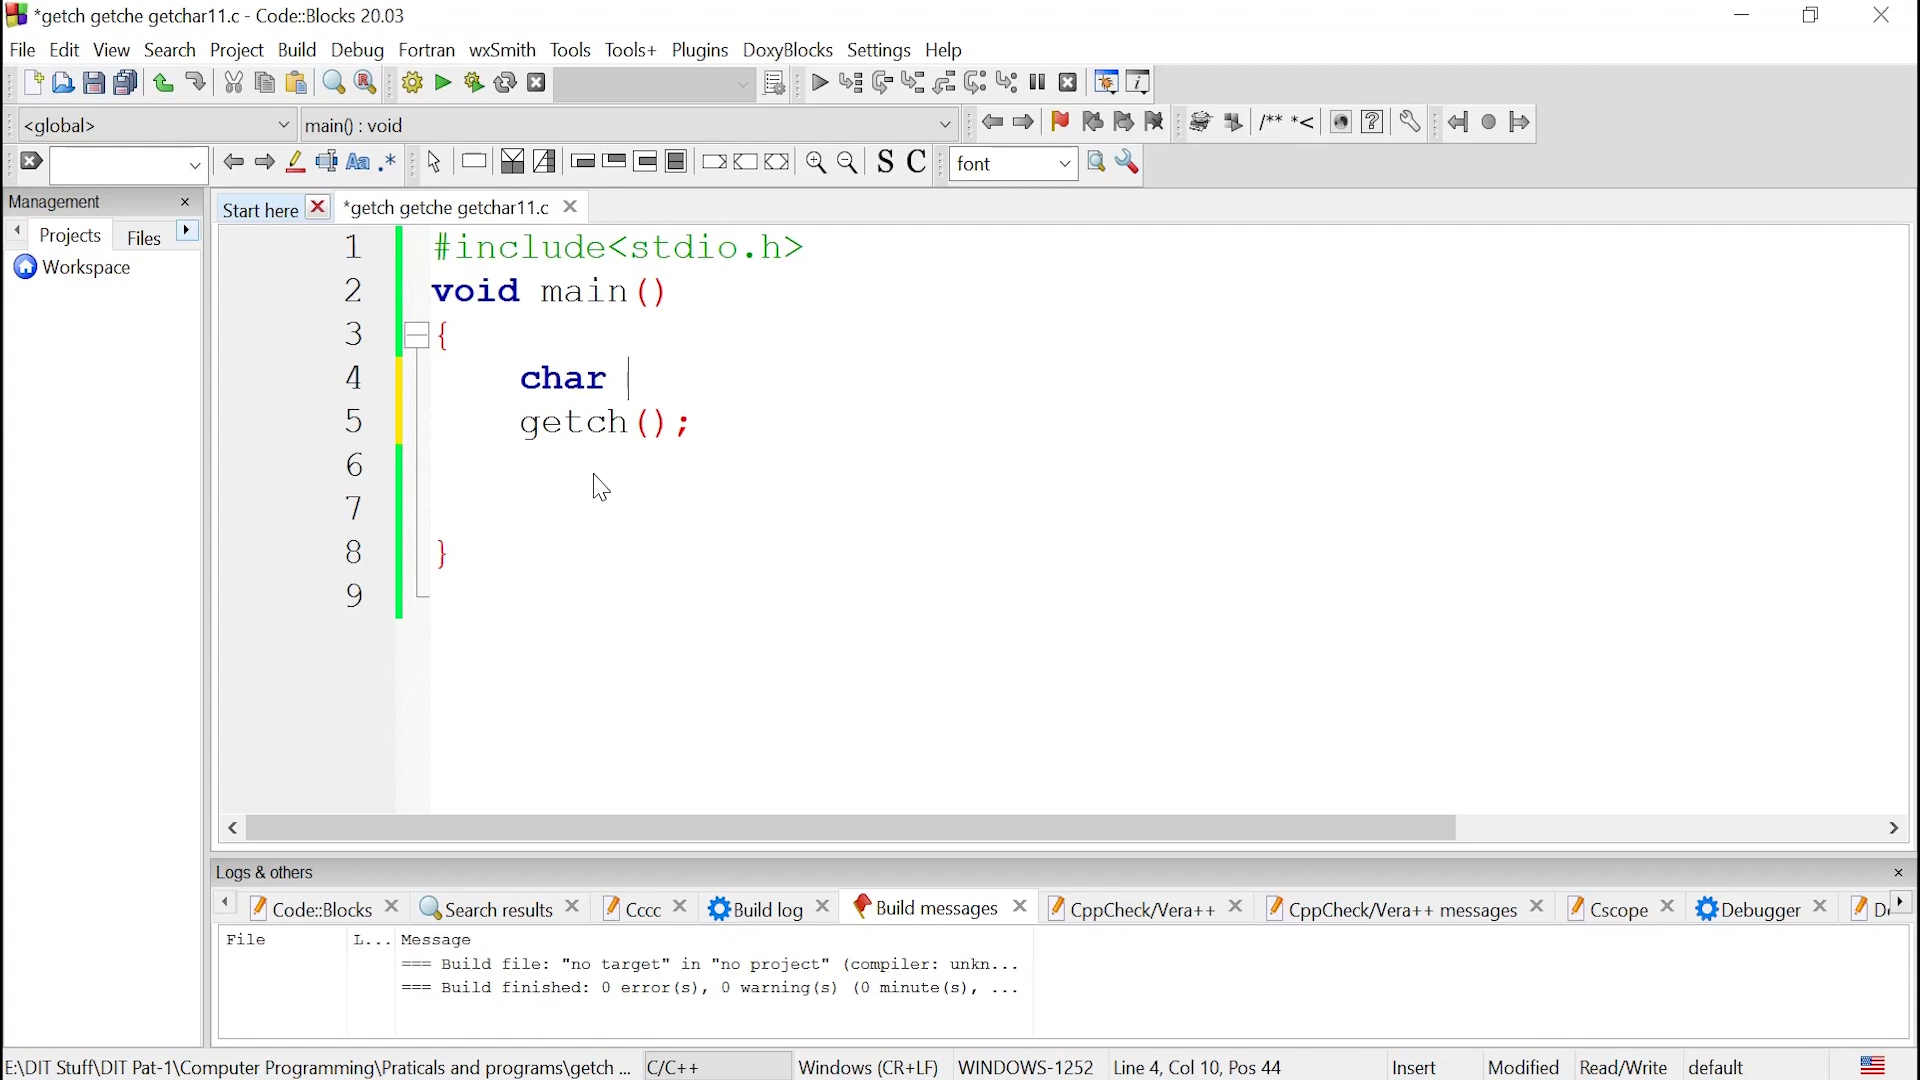 *getch getche getchar11.c - Code::Blocks 20.03
File Edit View Search Project Build Debug Fortran wxSmith Tools Tools+ Plugins DoxyBlocks Settings Help
<global> main() : void /** *<
Aa .* S C font
Management
Start here *getch getche getchar11.c
Projects Files
Workspace
1 #include<stdio.h>
2 void main()
3 {
4 char
5 getch();
6
7
8 }
9
Logs & others
Code::Blocks Search results Cccc Build log Build messages CppCheck/Vera++ CppCheck/Vera++ messages Cscope Debugger
File L... Message
=== Build file: "no target" in "no project" (compiler: unkn...
=== Build finished: 0 error(s), 0 warning(s) (0 minute(s), ...
E:\DIT Stuff\DIT Pat-1\Computer Programming\Praticals and programs\getch ... C/C++ Windows (CR+LF) WINDOWS-1252 Line 4, Col 10, Pos 44 Insert Modified Read/Write default